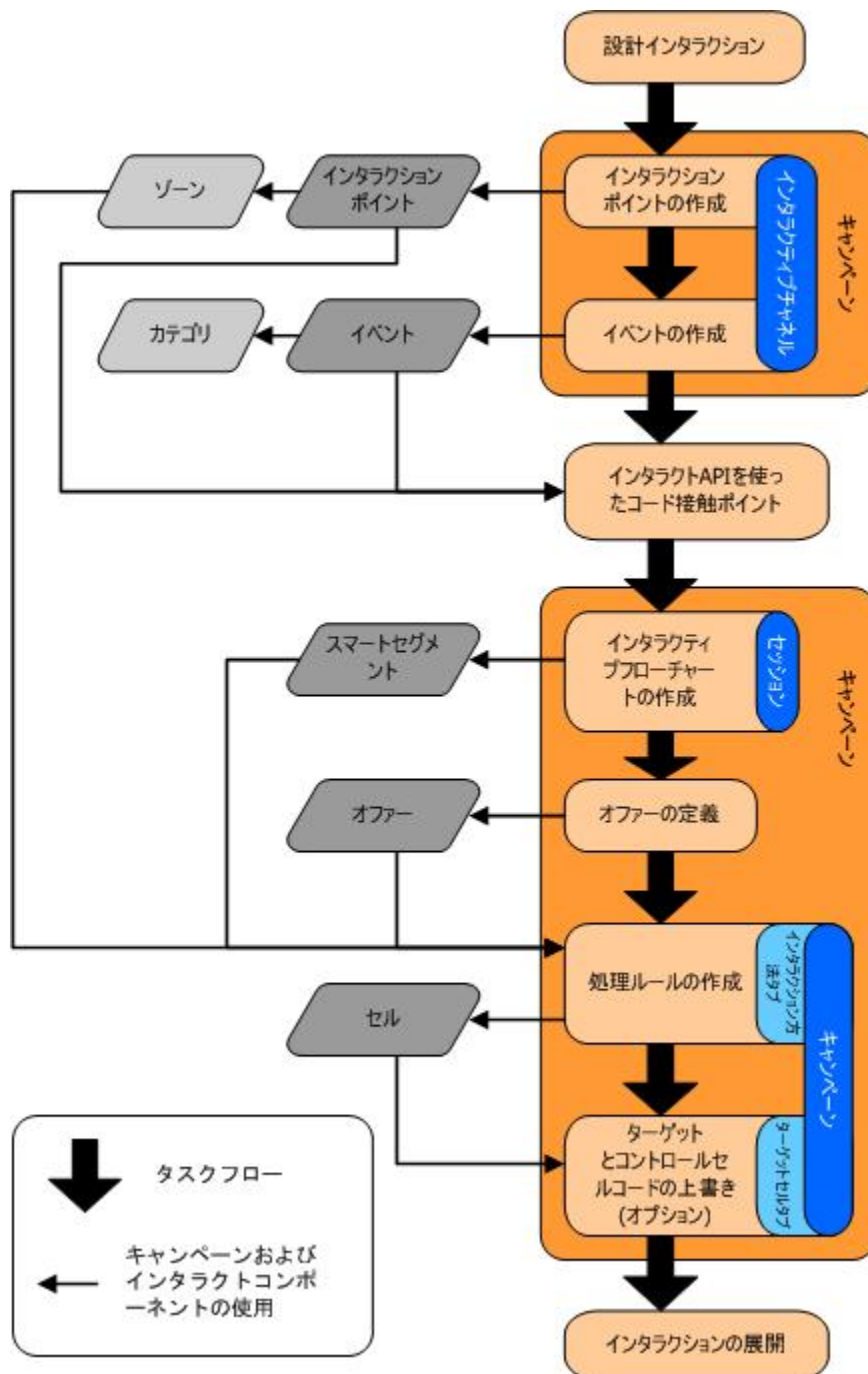 設計インタラクション
ゾーン
インタラクション
ポイント
インタラクション
ポイントの作成
インタラクティブチャネル
キャンペーン
カテゴリ
イベント
イベントの作成
インタラクトAPIを使っ
たコード接触ポイント
スマートセグメ
ント
インタラクティ
ブフローチャー
トの作成
セッション
キャンペーン
オファー
オファーの定義
処理ルールの作成
インタラクション方
法タブ
キャンペーン
セル
ターゲット
とコントロールセ
ルコードの上書き
(オプション)
ターゲットセルタブ
タスクフロー
キャンペーンおよび
インタラクトコンポ
ーネントの使用
インタラクションの展開